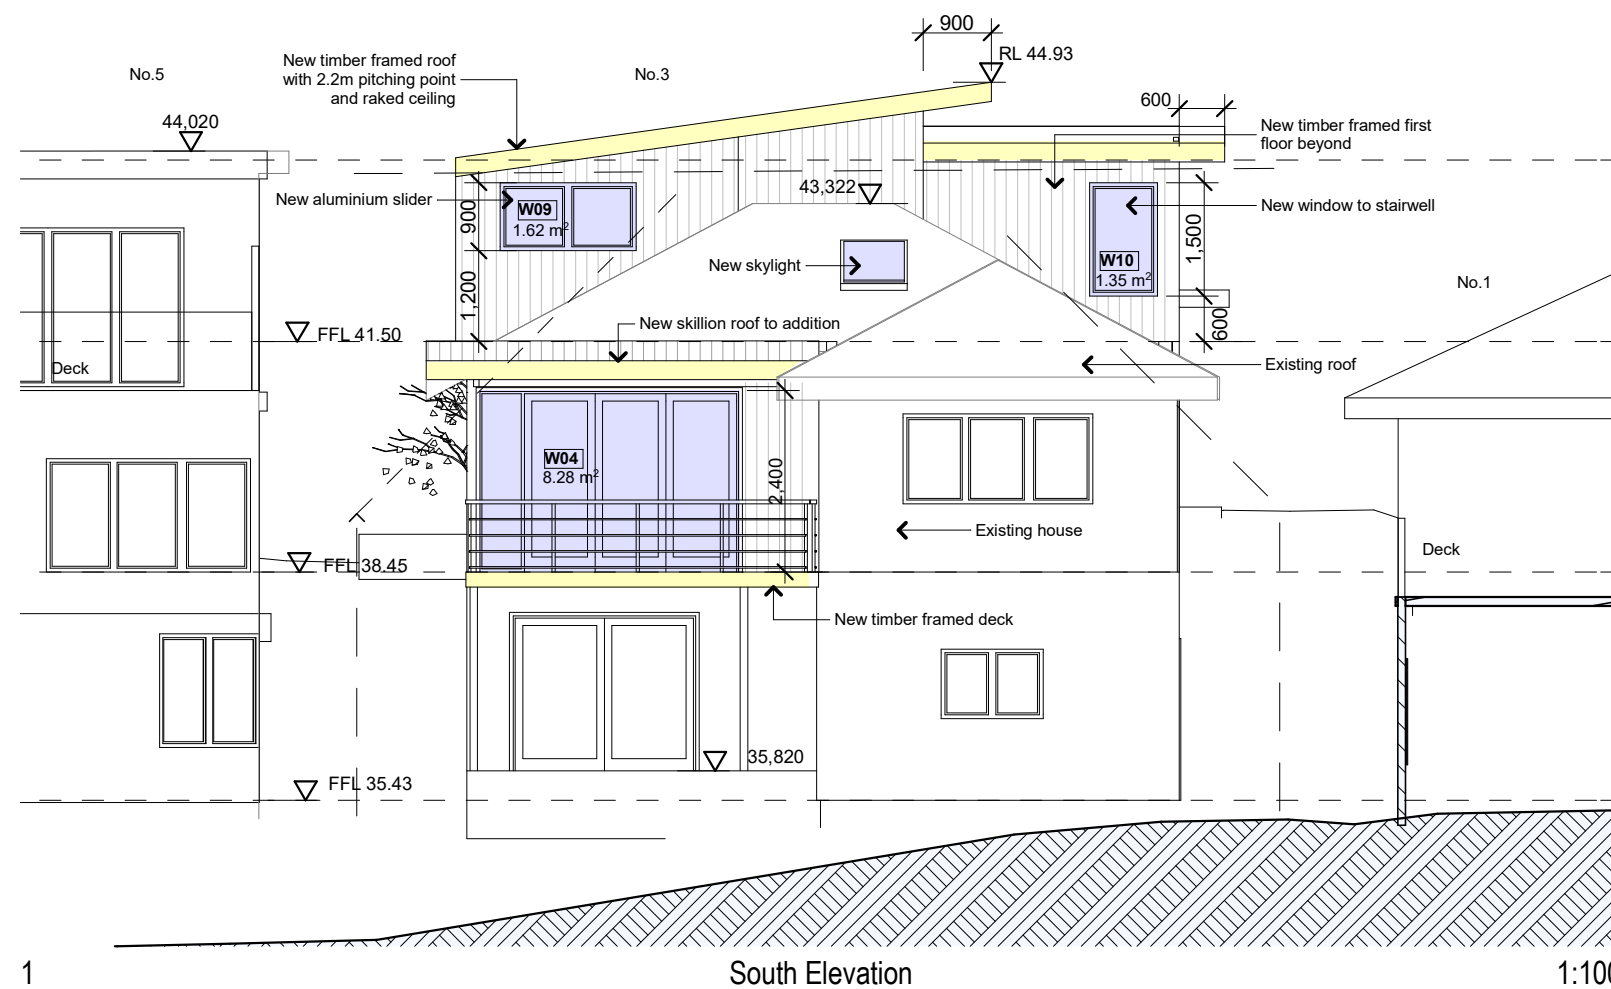 900
RL 44.93
New timber framed roof
with 2.2m pitching point
and raked ceiling
No.5
No.3
600
44,020
New timber framed first
floor beyond
43,322
New aluminium slider
900
W09
1.62 m²
New window to stairwell
1,500
New skylight
W10
1.35 m²
No.1
1,200
FFL 41.50
New skillion roof to addition
600
Deck
Existing roof
W04
8.28 m²
2,400
Existing house
Deck
FFL 38.45
New timber framed deck
35,820
FFL 35.43
1
South Elevation